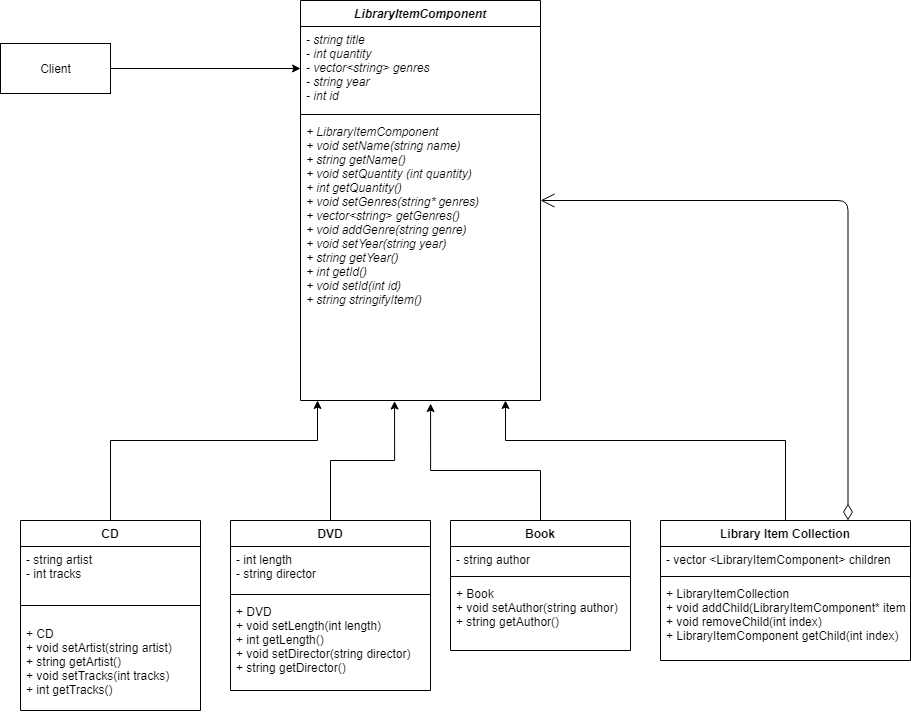 LibraryItemComponent
- string title
- int quantity
- vector<string> genres
- string year
- int id
+ LibraryItemComponent
+ void setName(string name)
+ string getName()
+ void setQuantity (int quantity)
+ int getQuantity()
+ void setGenres(string* genres)
+ vector<string> getGenres()
+ void addGenre(string genre)
+ void setYear(string year)
+ string getYear()
+ int getId()
+ void setId(int id)
+ string stringifyItem()
Client
CD
- string artist
- int tracks
+ CD
+ void setArtist(string artist)
+ string getArtist()
+ void setTracks(int tracks)
+ int getTracks()
DVD
- int length
- string director
+ DVD
+ void setLength(int length)
+ int getLength()
+ void setDirector(string director)
+ string getDirector()
Book
- string author
+ Book
+ void setAuthor(string author)
+ string getAuthor()
Library Item Collection
- vector <LibraryItemComponent> children
+ LibraryItemCollection
+ void addChild(LibraryItemComponent* item
+ void removeChild(int index)
+ LibraryItemComponent getChild(int index)